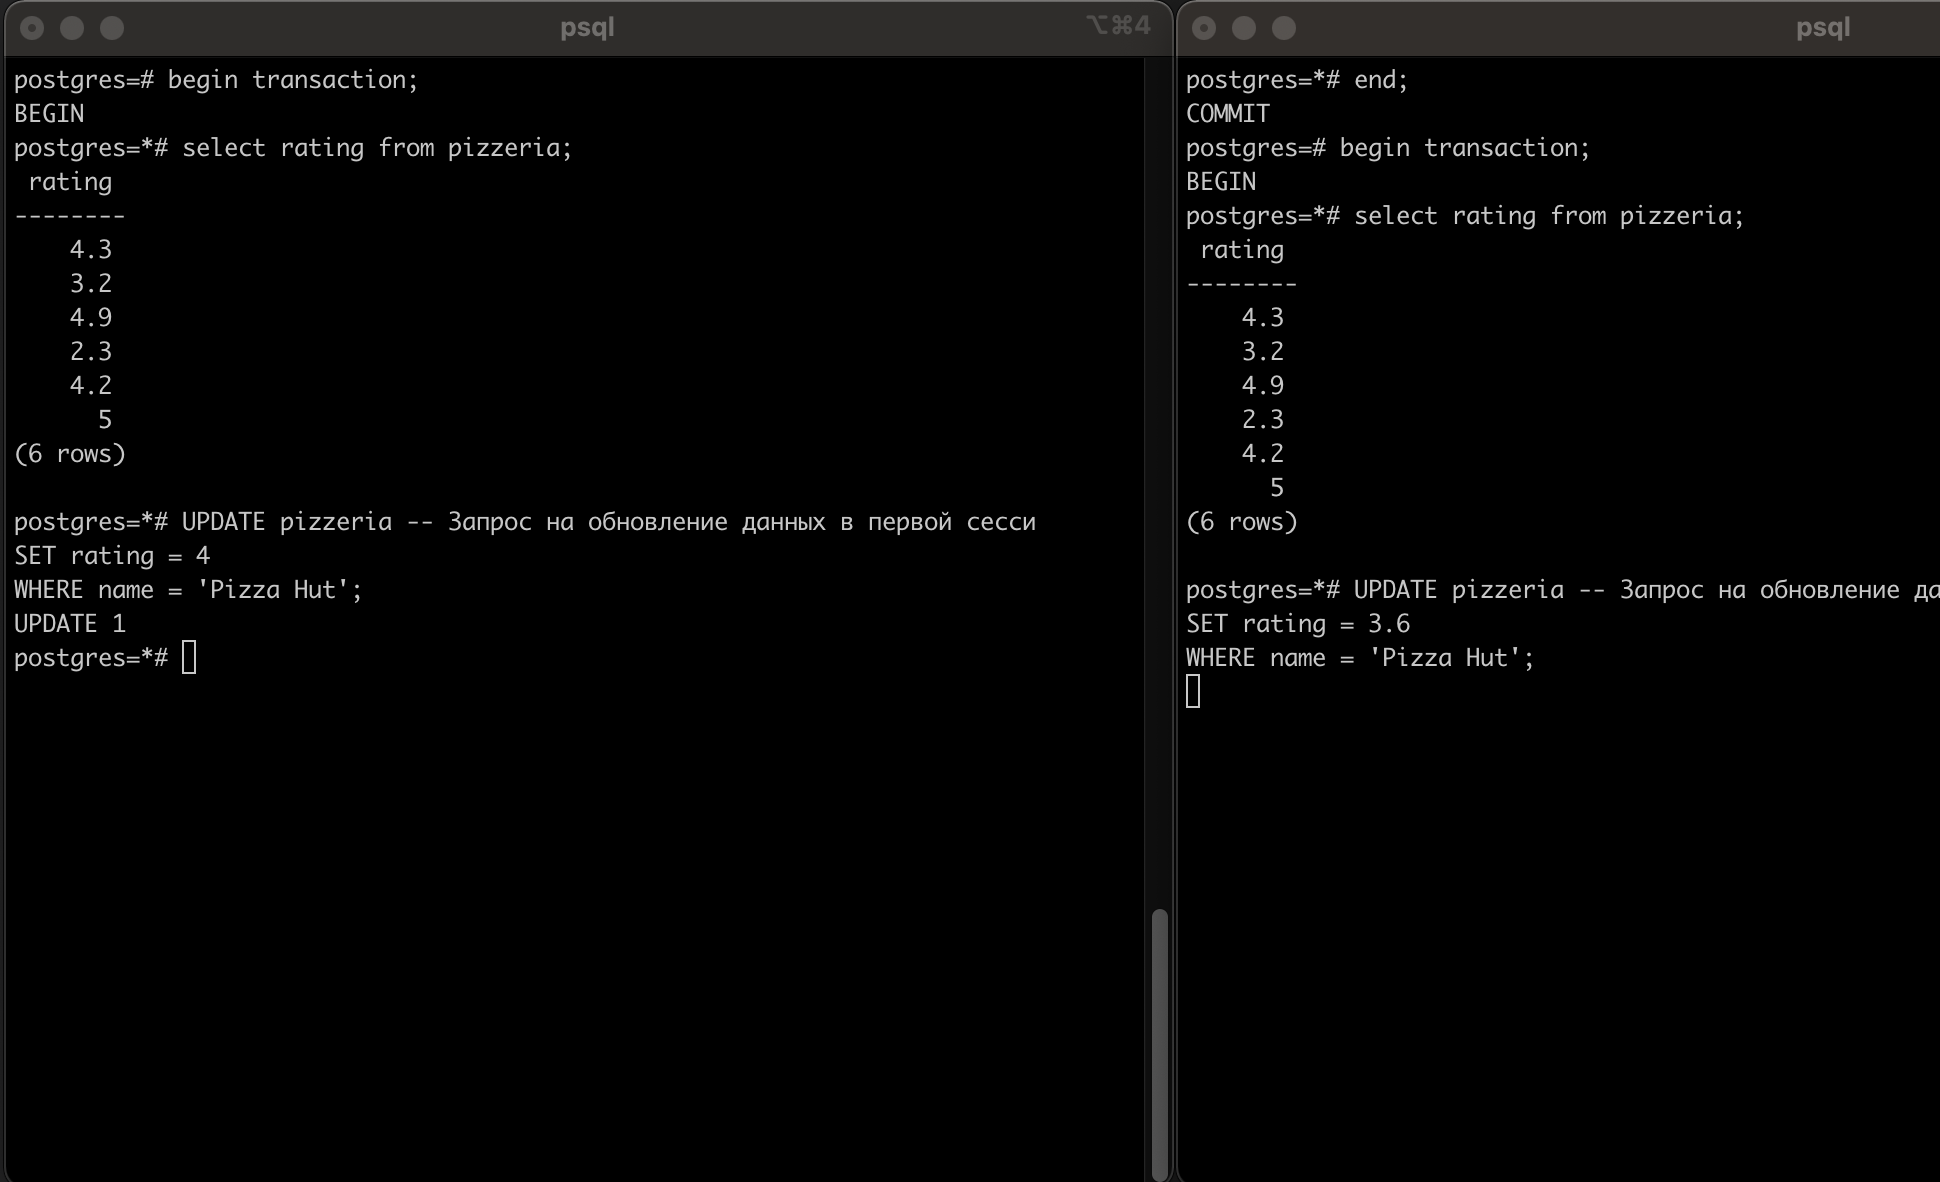 psql
⌥⌘4
postgres=# begin transaction;
BEGIN
postgres=*# select rating from pizzeria;
 rating
--------
    4.3
    3.2
    4.9
    2.3
    4.2
      5
(6 rows)
postgres=*# UPDATE pizzeria -- Запрос на обновление данных в первой сесси
SET rating = 4
WHERE name = 'Pizza Hut';
UPDATE 1
postgres=*#
psql
postgres=*# end;
COMMIT
postgres=# begin transaction;
BEGIN
postgres=*# select rating from pizzeria;
 rating
--------
    4.3
    3.2
    4.9
    2.3
    4.2
      5
(6 rows)
postgres=*# UPDATE pizzeria -- Запрос на обновление да
SET rating = 3.6
WHERE name = 'Pizza Hut';